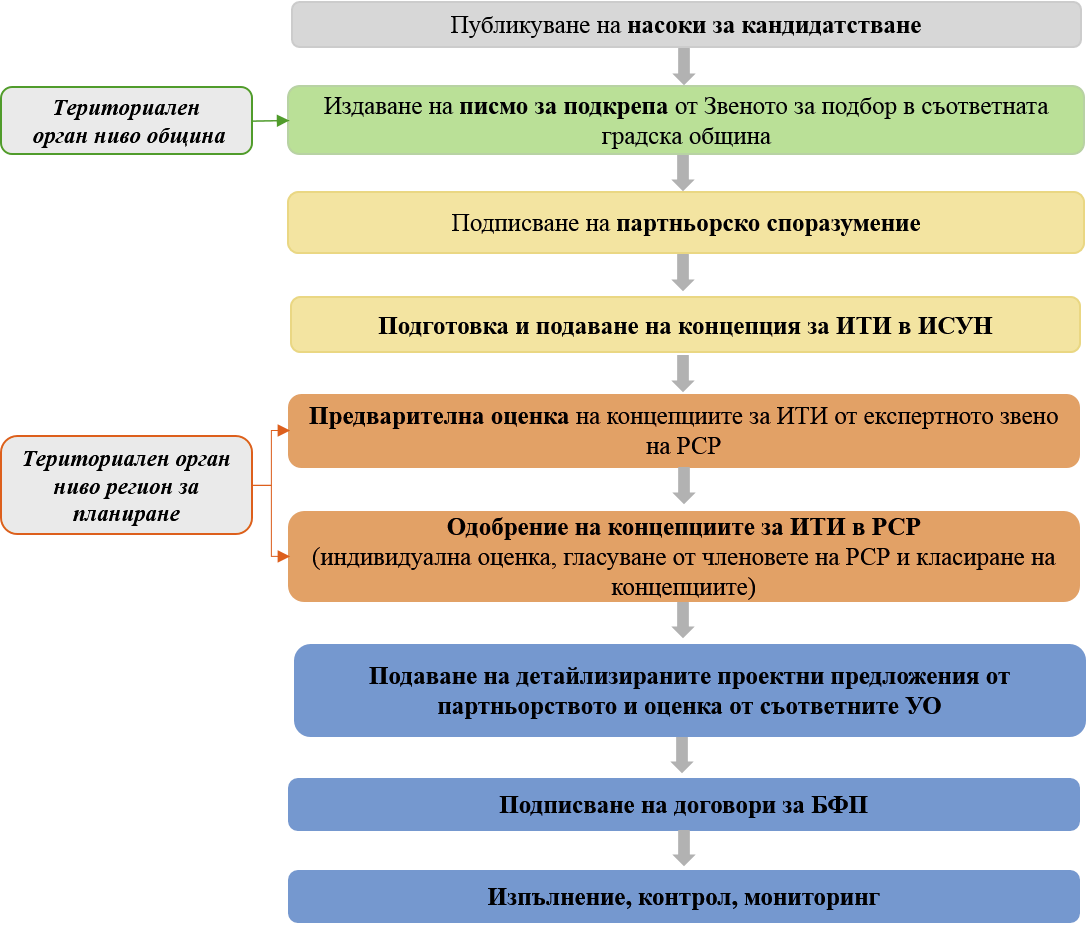 Публикуване на насоки за кандидатстване
Териториален
орган ниво община
Издаване на писмо за подкрепа от Звеното за подбор в съответната
градска община
Подписване на партньорско споразумение
Подготовка и подаване на концепция за ИТИ в ИСУН
Предварителна оценка на концепциите за ИТИ от експертното звено
на РСР
Териториален орган
ниво регион за
планиране
Одобрение на концепциите за ИТИ в РСР
(индивидуална оценка, гласуване от членовете на РСР и класиране на
концепциите)
Подаване на детайлизираните проектни предложения от
партньорството и оценка от съответните УО
Подписване на договори за БФП
Изпълнение, контрол, мониторинг